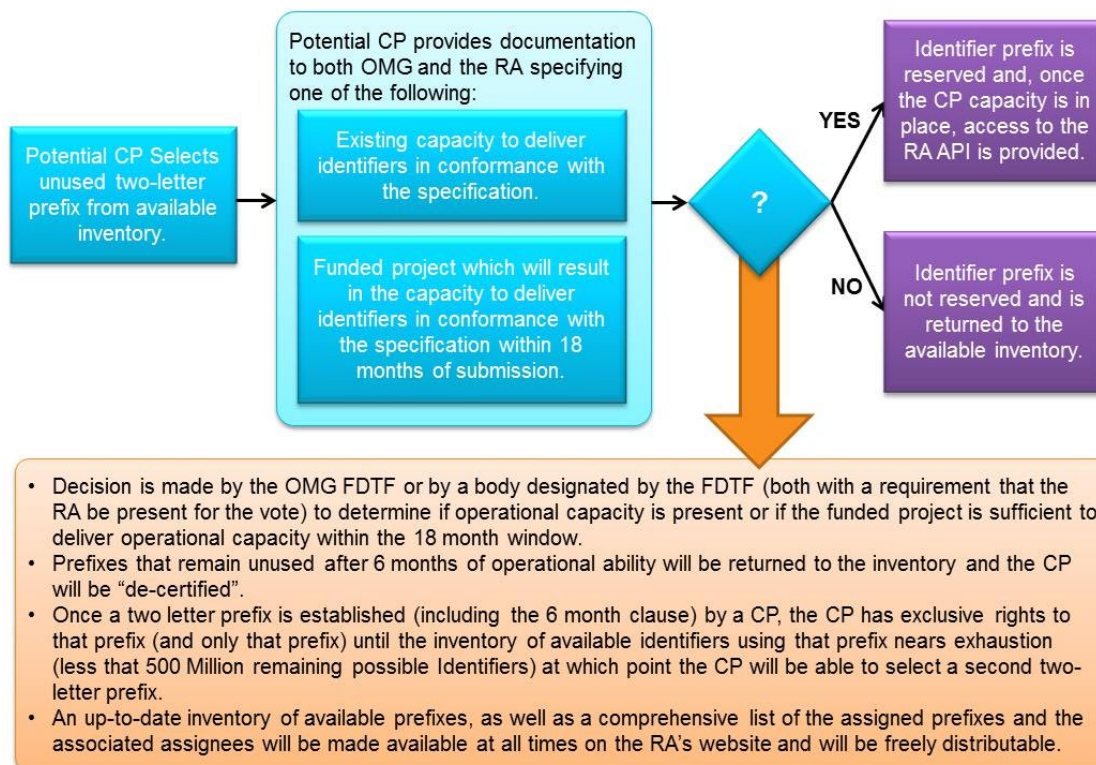 Potential CP Selects
unused two-letter
prefix from available
inventory.
Potential CP provides documentation
to both OMG and the RA specifying
one of the following:
Existing capacity to deliver
identifiers in conformance with
the specification.
Funded project which will result
in the capacity to deliver
identifiers in conformance with
the specification within 18
months of submission.
?
YES
Identifier prefix is
reserved and, once
the CP capacity is in
place, access to the
RA API is provided.
NO
Identifier prefix is
not reserved and is
returned to the
available inventory.
• Decision is made by the OMG FDTF or by a body designated by the FDTF (both with a requirement that the
RA be present for the vote) to determine if operational capacity is present or if the funded project is sufficient to
deliver operational capacity within the 18 month window.
• Prefixes that remain unused after 6 months of operational ability will be returned to the inventory and the CP
will be “de-certified”.
• Once a two letter prefix is established (including the 6 month clause) by a CP, the CP has exclusive rights to
that prefix (and only that prefix) until the inventory of available identifiers using that prefix nears exhaustion
(less that 500 Million remaining possible Identifiers) at which point the CP will be able to select a second two-
letter prefix.
• An up-to-date inventory of available prefixes, as well as a comprehensive list of the assigned prefixes and the
associated assignees will be made available at all times on the RA’s website and will be freely distributable.